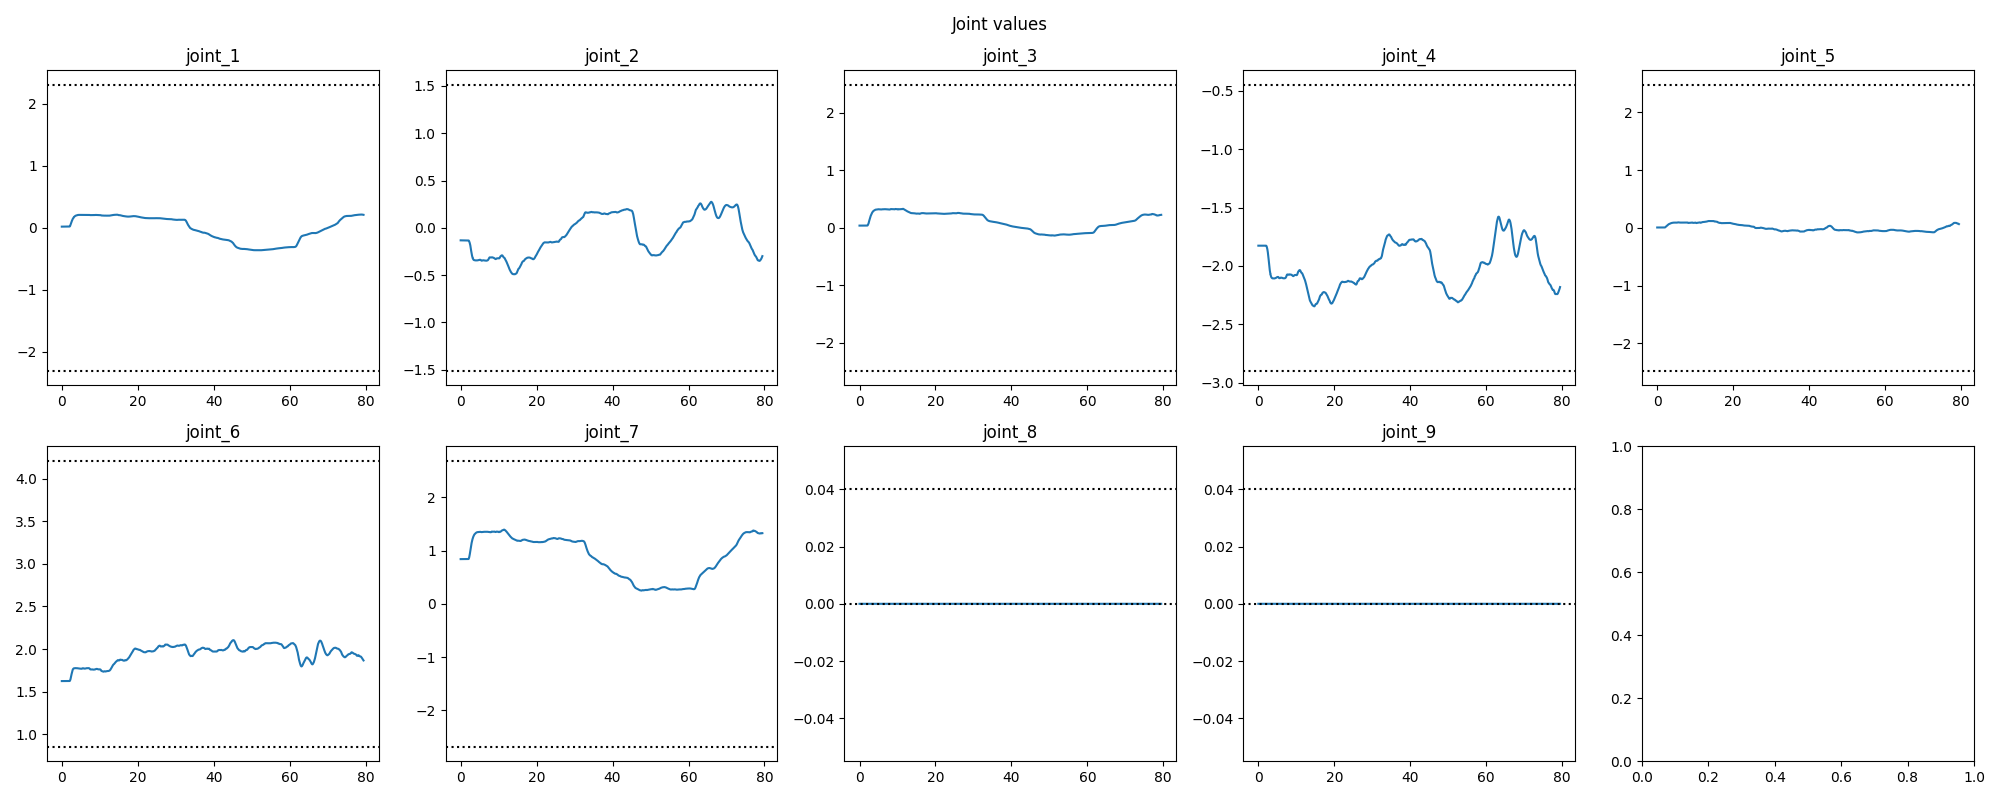 Joint values
joint_1 joint_2 joint_3 joint_4 joint_5
2 1 0 −1 −2
0 20 40 60 80
1.5 1.0 0.5 0.0 −0.5 −1.0 −1.5
0 20 40 60 80
2 1 0 −1 −2
0 20 40 60 80
−0.5 −1.0 −1.5 −2.0 −2.5 −3.0
0 20 40 60 80
2 1 0 −1 −2
0 20 40 60 80
joint_6 joint_7 joint_8 joint_9
4.0 3.5 3.0 2.5 2.0 1.5 1.0
0 20 40 60 80
2 1 0 −1 −2
0 20 40 60 80
0.04 0.02 0.00 −0.02 −0.04
0 20 40 60 80
0.04 0.02 0.00 −0.02 −0.04
0 20 40 60 80
1.0 0.8 0.6 0.4 0.2 0.0
0.0 0.2 0.4 0.6 0.8 1.0